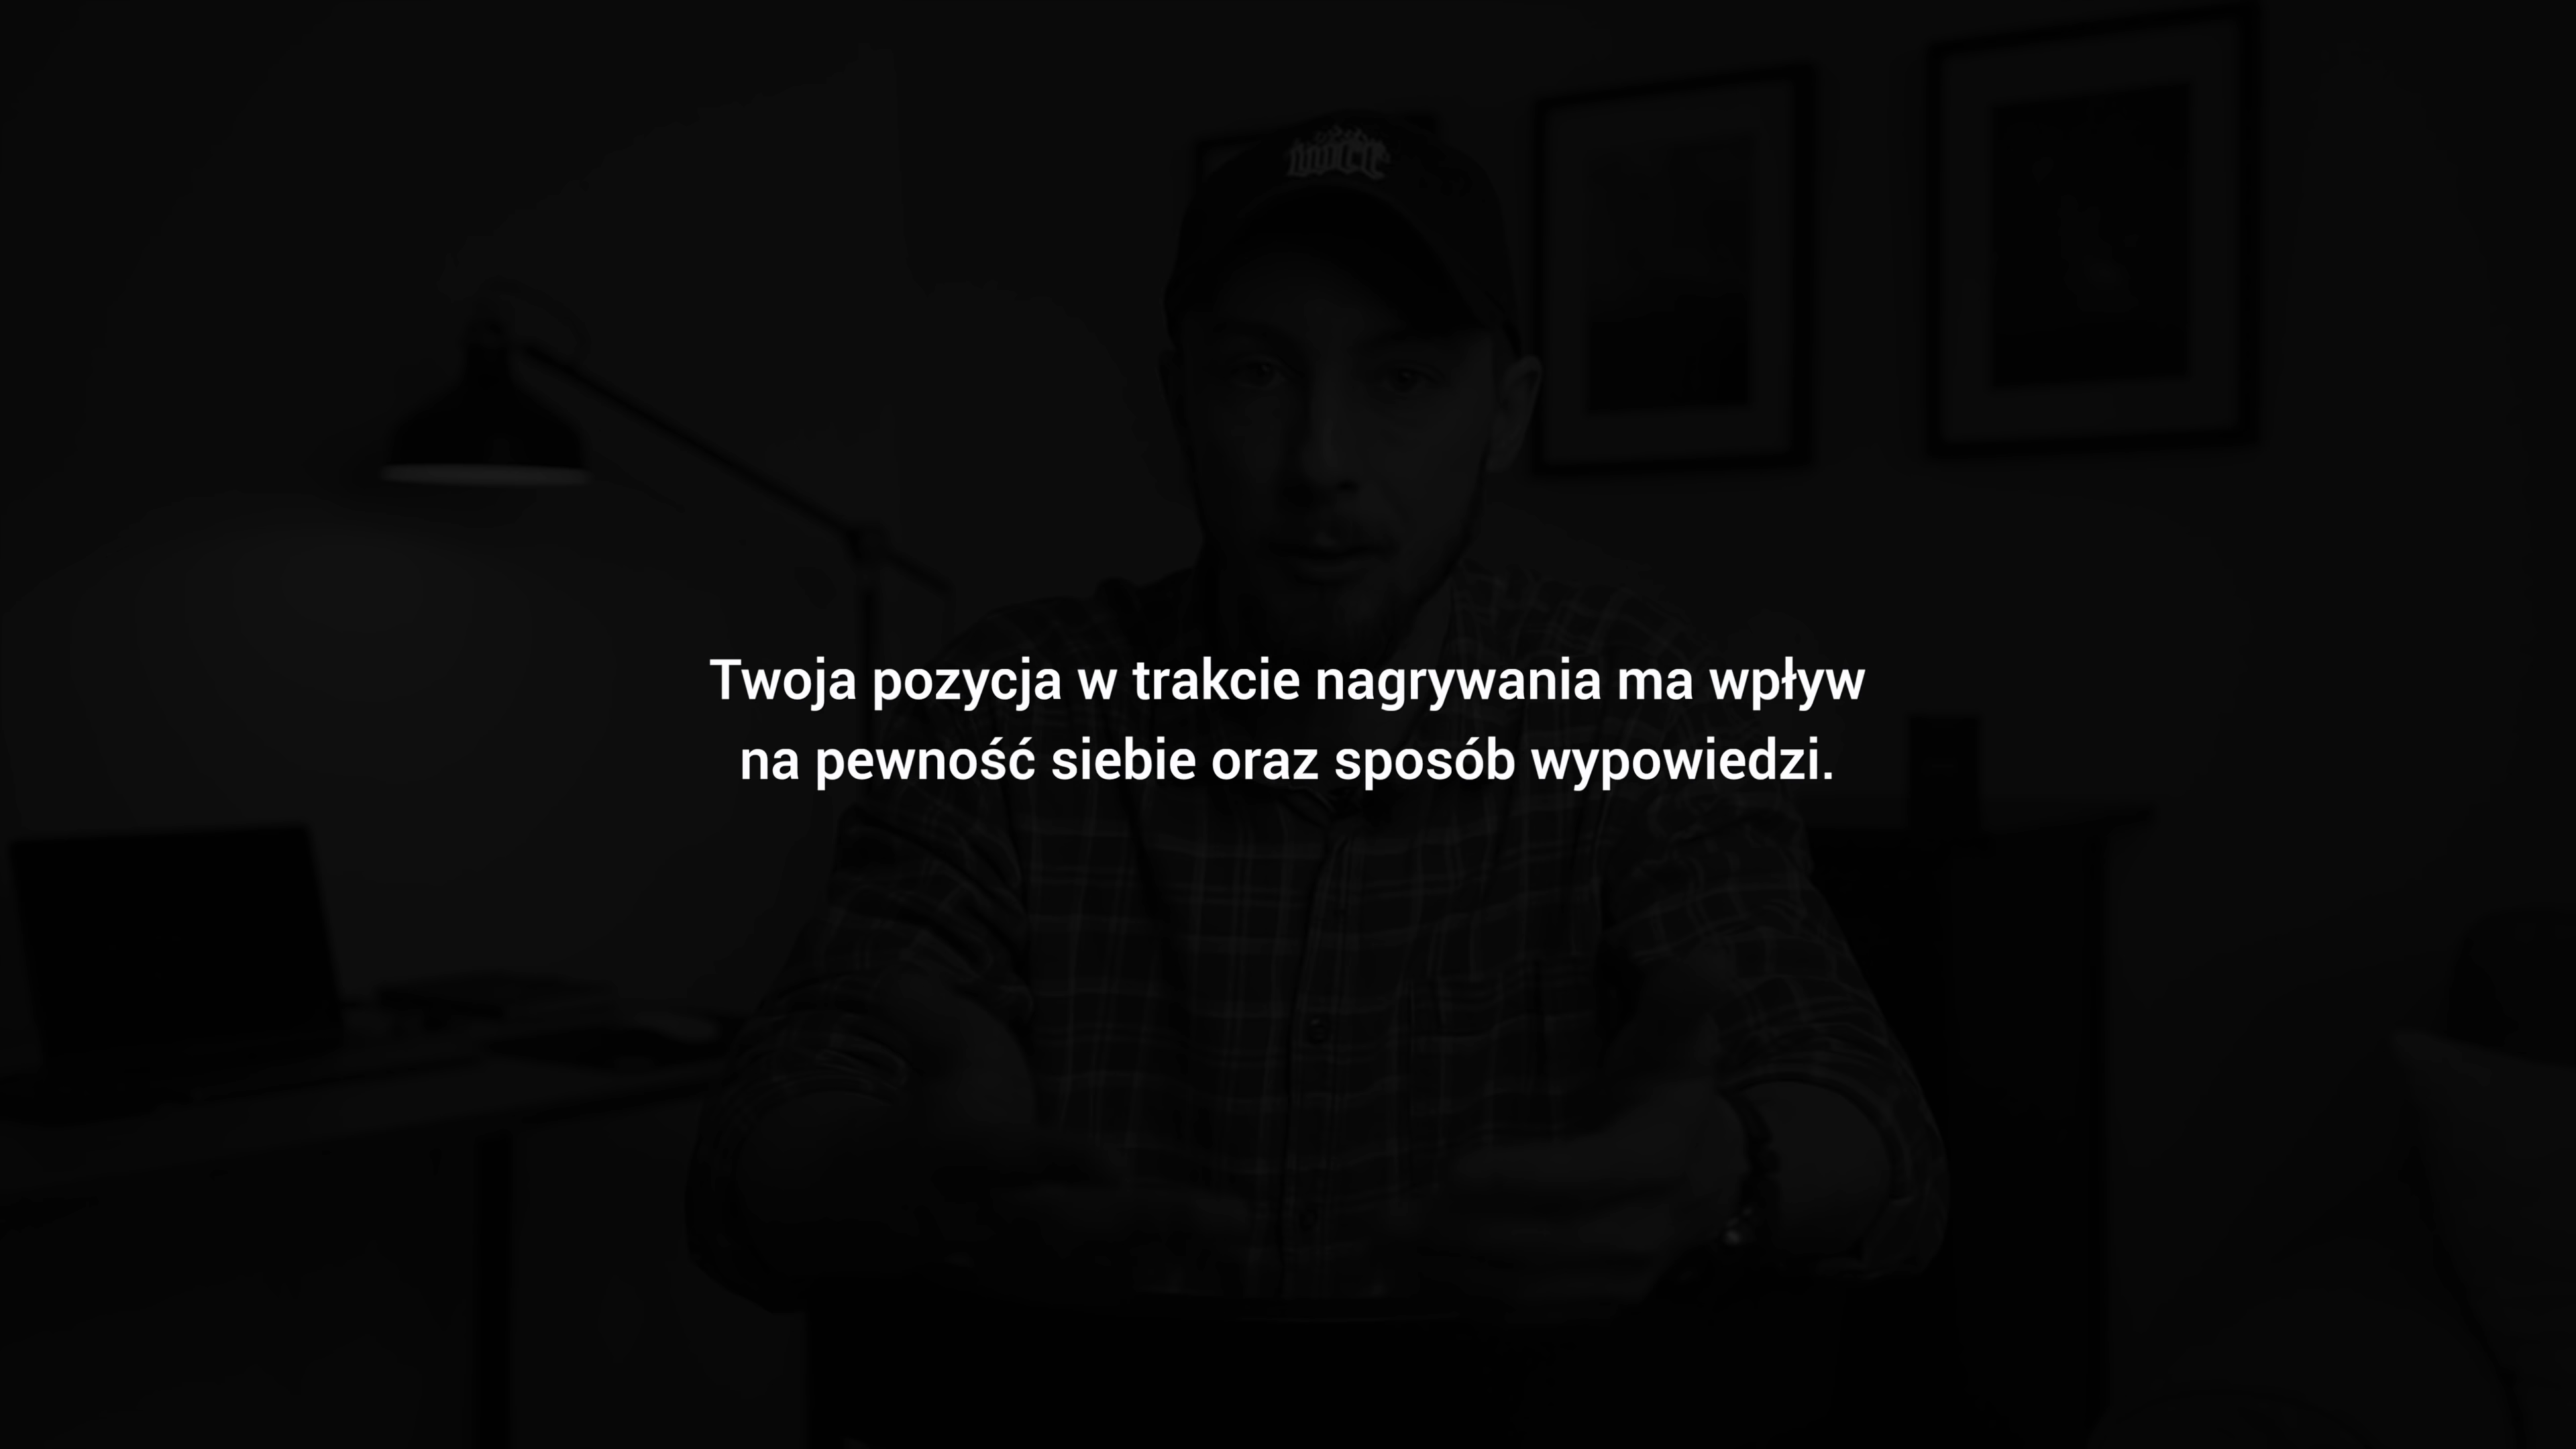 Twoja pozycja w trakcie nagrywania ma wpływ
na pewność siebie oraz sposób wypowiedzi.